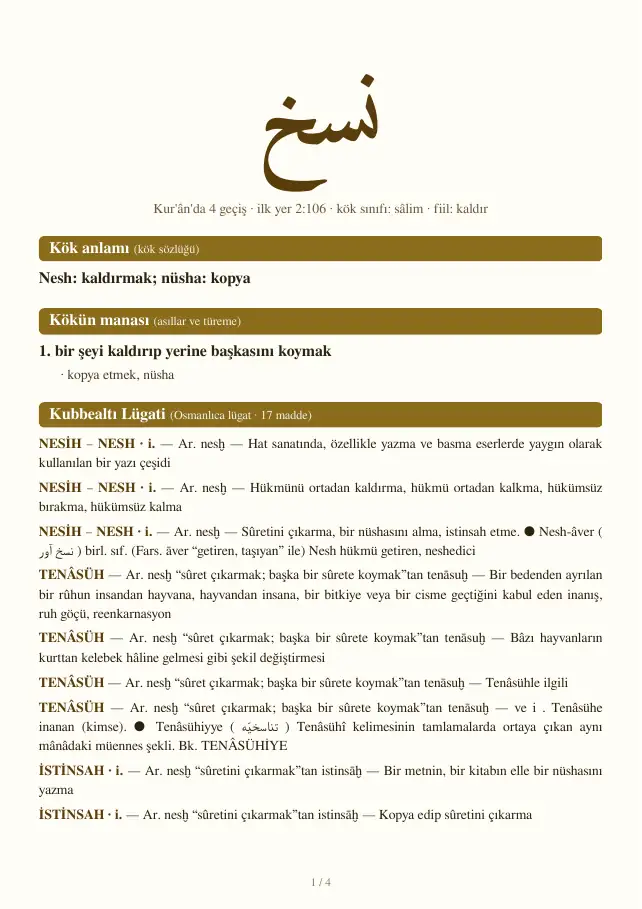 نسخ
Kur'ân'da 4 geçiş · ilk yer 2:106 · kök sınıfı: sâlim · fiil: kaldır
Kök anlamı (kök sözlüğü)
Nesh: kaldırmak; nüsha: kopya
Kökün manası (asıllar ve türeme)
1. bir şeyi kaldırıp yerine başkasını koymak
· kopya etmek, nüsha
Kubbealtı Lügati (Osmanlıca lügat · 17 madde)
NESİH – NESH · i. — Ar. nesḫ — Hat sanatında, özellikle yazma ve basma eserlerde yaygın olarak
kullanılan bir yazı çeşidi
NESİH – NESH · i. — Ar. nesḫ — Hükmünü ortadan kaldırma, hükmü ortadan kalkma, hükümsüz
bırakma, hükümsüz kalma
NESİH – NESH · i. — Ar. nesḫ — Sûretini çıkarma, bir nüshasını alma, istinsah etme. ● Nesh-âver (
نسخ آور ) birl. sıf. (Fars. āver “getiren, taşıyan” ile) Nesh hükmü getiren, neshedici
TENÂSÜH — Ar. nesḫ “sûret çıkarmak; başka bir sûrete koymak”tan tenāsuḫ — Bir bedenden ayrılan
bir rûhun insandan hayvana, hayvandan insana, bir bitkiye veya bir cisme geçtiğini kabul eden inanış,
ruh göçü, reenkarnasyon
TENÂSÜH — Ar. nesḫ “sûret çıkarmak; başka bir sûrete koymak”tan tenāsuḫ — Bâzı hayvanların
kurttan kelebek hâline gelmesi gibi şekil değiştirmesi
TENÂSÜH — Ar. nesḫ “sûret çıkarmak; başka bir sûrete koymak”tan tenāsuḫ — Tenâsühle ilgili
TENÂSÜH — Ar. nesḫ “sûret çıkarmak; başka bir sûrete koymak”tan tenāsuḫ — ve i . Tenâsühe
inanan (kimse). ● Tenâsühiyye ( تناسخيّه ) Tenâsühî kelimesinin tamlamalarda ortaya çıkan aynı
mânâdaki müennes şekli. Bk. TENÂSÜHİYE
İSTİNSAH · i. — Ar. nesḫ “sûretini çıkarmak”tan istinsāḫ — Bir metnin, bir kitabın elle bir nüshasını
yazma
İSTİNSAH · i. — Ar. nesḫ “sûretini çıkarmak”tan istinsāḫ — Kopya edip sûretini çıkarma
1 / 4